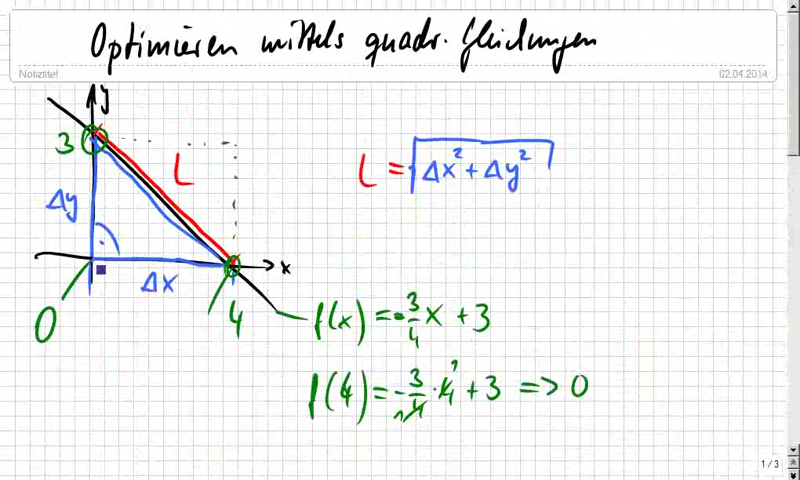 Optimieren mittels quadr. Gleichungen
Notiztitel
02.04.2014
y
3
L
L = √Δx² + Δy²
Δy
x
Δx
0
4
f(x) = -3/4 x + 3
f(4) = -3/4 · 4 + 3 => 0
1 / 3